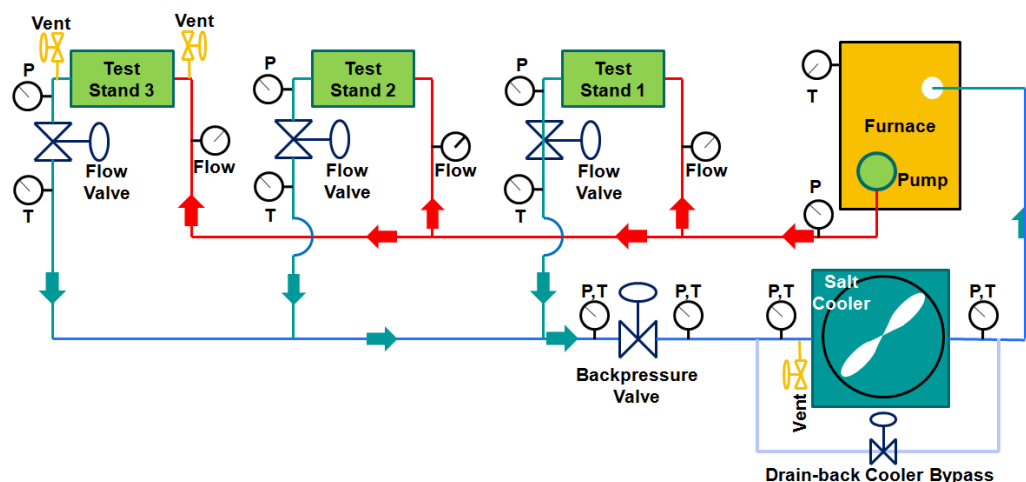 Vent
Vent
P
Test
Stand 3
Flow
Flow
Valve
T
P
Test
Stand 2
Flow
Flow
Valve
T
P
Test
Stand 1
Flow
Flow
Valve
T
T
Furnace
Pump
P
P,T
P,T
Backpressure
Valve
P,T
Salt
Cooler
P,T
Vent
Drain-back Cooler Bypass